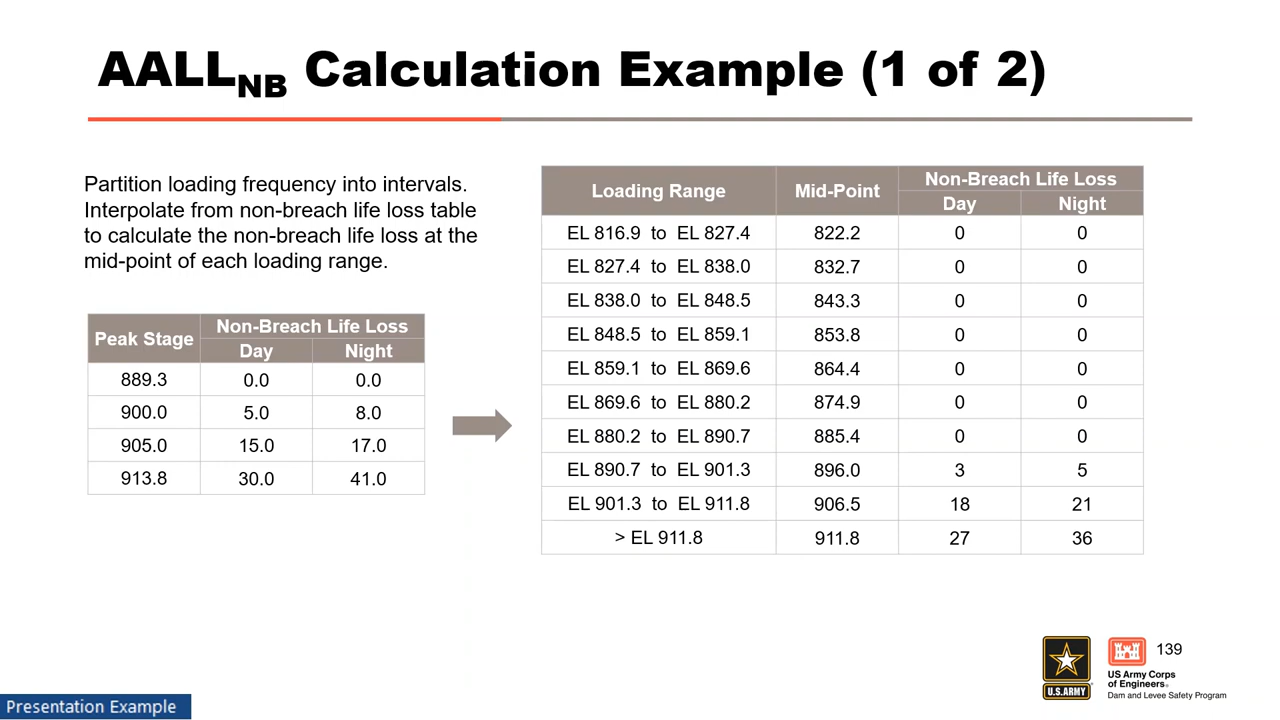 AALLNB Calculation Example (1 of 2)
Partition loading frequency into intervals.
Interpolate from non-breach life loss table
to calculate the non-breach life loss at the
mid-point of each loading range.
Peak Stage Non-Breach Life Loss
Day Night
889.3 0.0 0.0
900.0 5.0 8.0
905.0 15.0 17.0
913.8 30.0 41.0
Loading Range Mid-Point Non-Breach Life Loss
Day Night
EL 816.9 to EL 827.4 822.2 0 0
EL 827.4 to EL 838.0 832.7 0 0
EL 838.0 to EL 848.5 843.3 0 0
EL 848.5 to EL 859.1 853.8 0 0
EL 859.1 to EL 869.6 864.4 0 0
EL 869.6 to EL 880.2 874.9 0 0
EL 880.2 to EL 890.7 885.4 0 0
EL 890.7 to EL 901.3 896.0 3 5
EL 901.3 to EL 911.8 906.5 18 21
> EL 911.8 911.8 27 36
139
U.S.ARMY
US Army Corps
of Engineers®
Dam and Levee Safety Program
Presentation Example